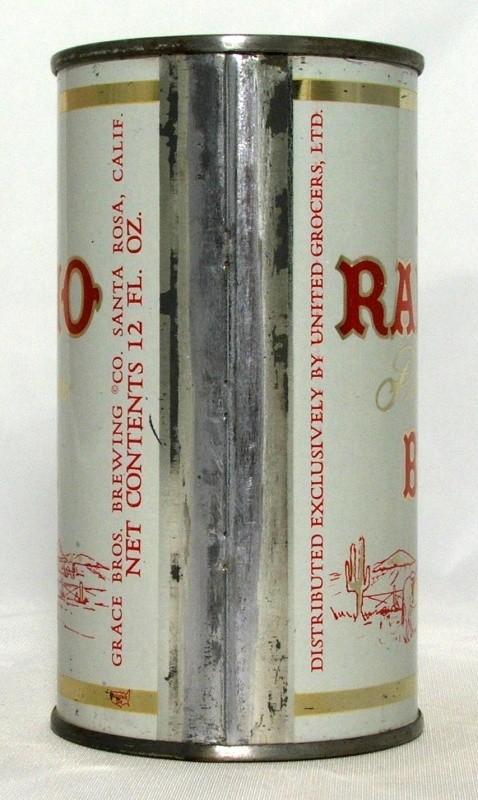 GRACE BROS. BREWING ©CO. SANTA ROSA, CALIF.
NET CONTENTS 12 FL. OZ.
DISTRIBUTED EXCLUSIVELY BY UNITED GROCERS, LTD.
RA
B